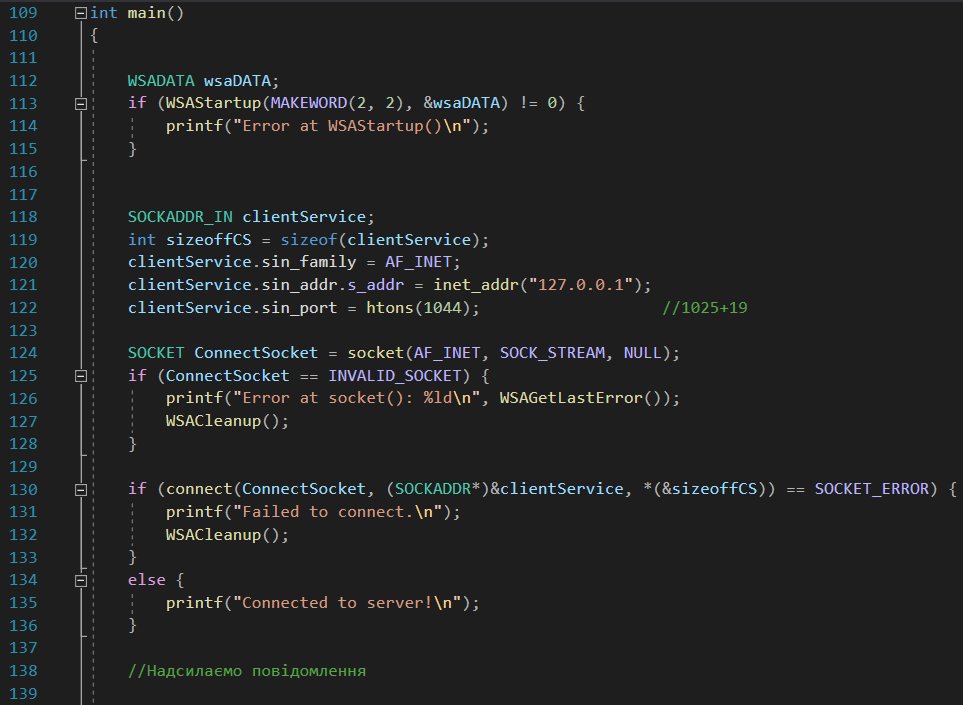 109 int main()
110 {
111
112 WSADATA wsaDATA;
113 if (WSAStartup(MAKEWORD(2, 2), &wsaDATA) != 0) {
114 printf("Error at WSAStartup()\n");
115 }
116
117
118 SOCKADDR_IN clientService;
119 int sizeoffCS = sizeof(clientService);
120 clientService.sin_family = AF_INET;
121 clientService.sin_addr.s_addr = inet_addr("127.0.0.1");
122 clientService.sin_port = htons(1044); //1025+19
123
124 SOCKET ConnectSocket = socket(AF_INET, SOCK_STREAM, NULL);
125 if (ConnectSocket == INVALID_SOCKET) {
126 printf("Error at socket(): %ld\n", WSAGetLastError());
127 WSACleanup();
128 }
129
130 if (connect(ConnectSocket, (SOCKADDR*)&clientService, *(&sizeoffCS)) == SOCKET_ERROR) {
131 printf("Failed to connect.\n");
132 WSACleanup();
133 }
134 else {
135 printf("Connected to server!\n");
136 }
137
138 //Надсилаємо повідомлення
139